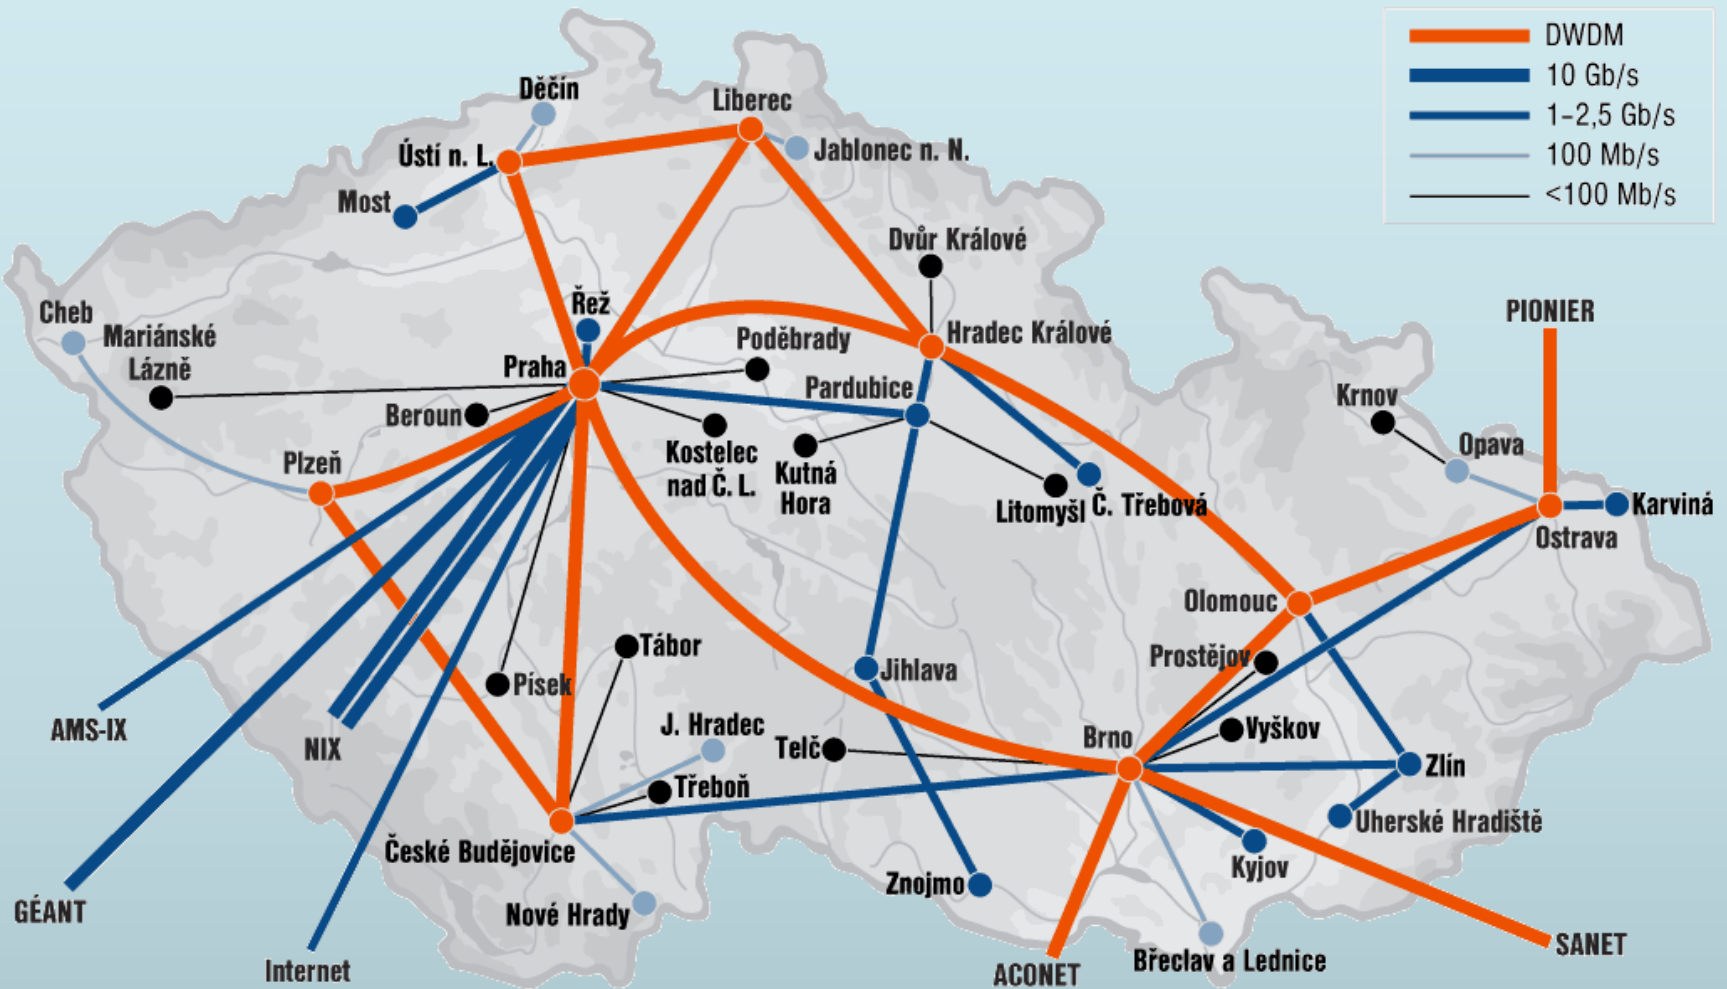 DWDM
10 Gb/s
1–2,5 Gb/s
100 Mb/s
<100 Mb/s
Děčín
Liberec
Ústí n. L.
Jablonec n. N.
Most
Dvůr Králové
Cheb
Mariánské
Lázně
Řež
Praha
Poděbrady
Hradec Králové
PIONIER
Beroun
Pardubice
Krnov
Plzeň
Kostelec
nad Č. L.
Kutná
Hora
Litomyšl
Č. Třebová
Opava
Karviná
Ostrava
Olomouc
Tábor
Písek
Prostějov
Jihlava
AMS-IX
NIX
J. Hradec
Telč
Brno
Vyškov
Zlín
Třeboň
Uherské Hradiště
České Budějovice
Kyjov
Znojmo
GÉANT
Nové Hrady
Internet
ACONET
Břeclav a Lednice
SANET